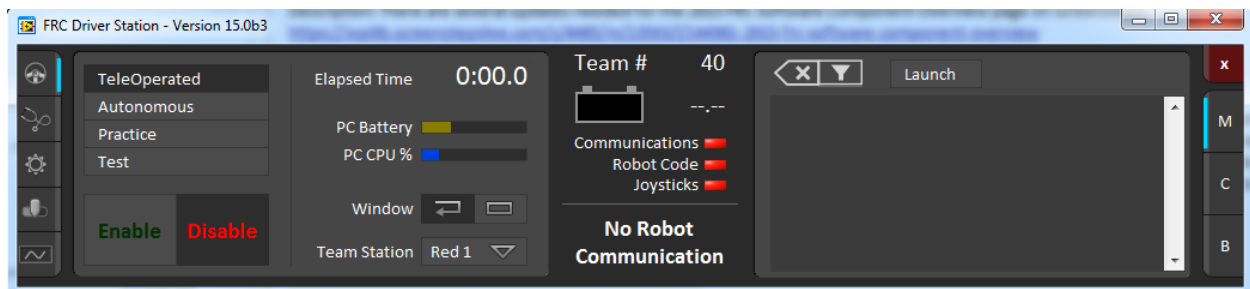 FRC Driver Station - Version 15.0b3
TeleOperated
Autonomous
Practice
Test
Enable Disable
Elapsed Time 0:00.0
PC Battery
PC CPU %
Window
Team Station Red 1
Team # 40
--.--
Communications
Robot Code
Joysticks
No Robot
Communication
Launch
x
M
C
B